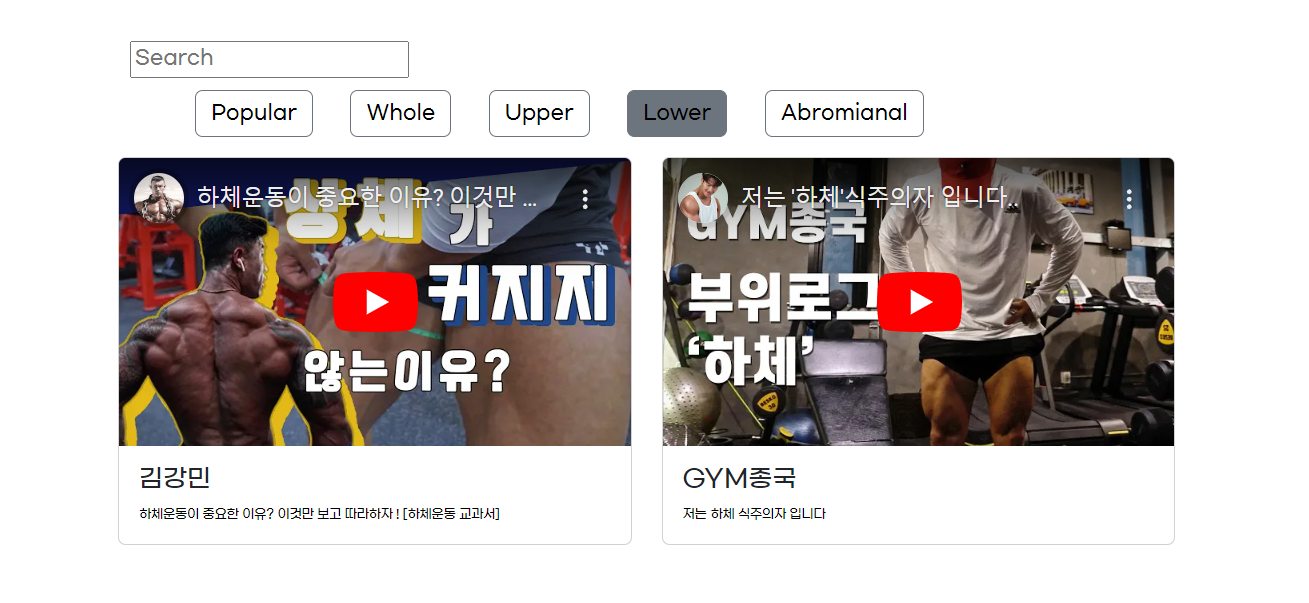 Search
Popular Whole Upper Lower Abromianal
하체운동이 중요한 이유? 이것만 ...
상체가
커지지
않는이유?
김강민
하체운동이 중요한 이유? 이것만 보고 따라하자 ! [하체운동 교과서]
저는 '하체'식주의자 입니다..
GYM종국
부위로그
‘하체’
GYM종국
저는 하체 식주의자 입니다